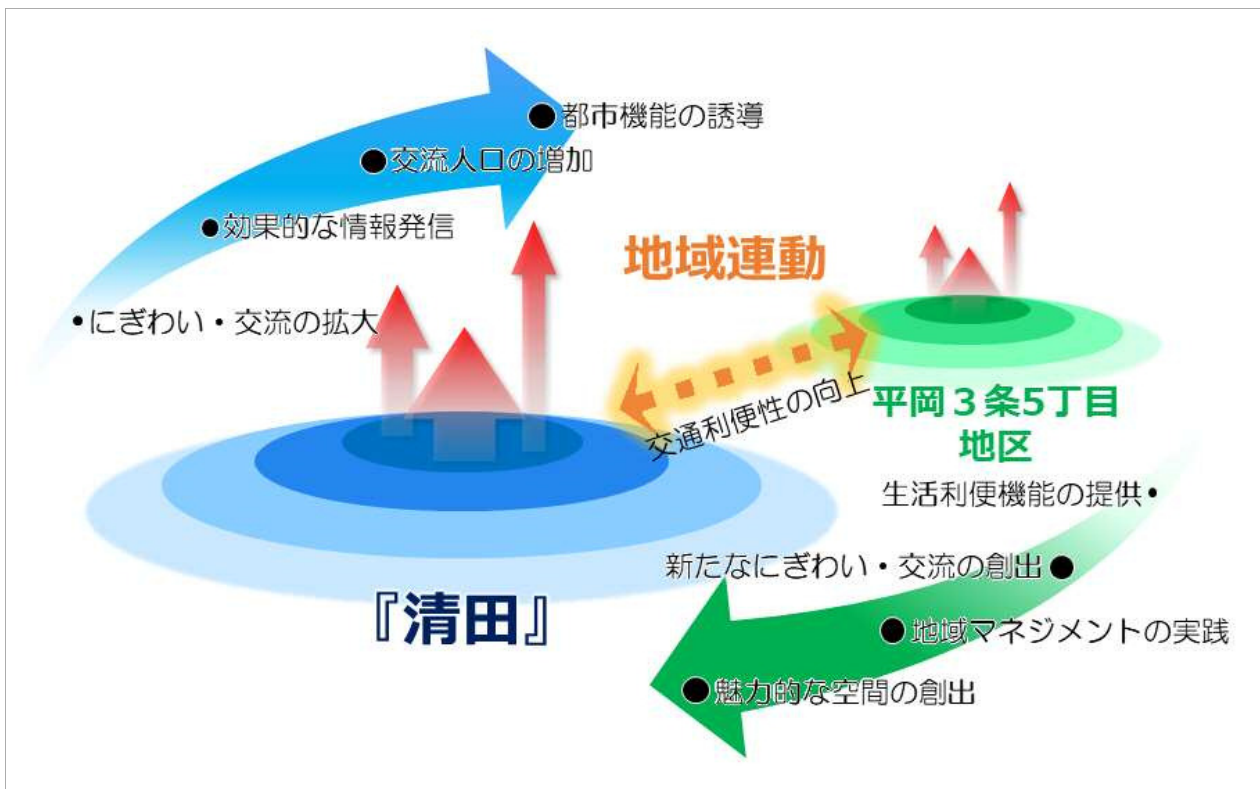 ●都市機能の誘導
●交流人口の増加
●効果的な情報発信
•にぎわい・交流の拡大
地域連動
交通利便性の向上
平岡３条5丁目
地区
『清田』
生活利便機能の提供•
新たなにぎわい・交流の創出●
●地域マネジメントの実践
●魅力的な空間の創出